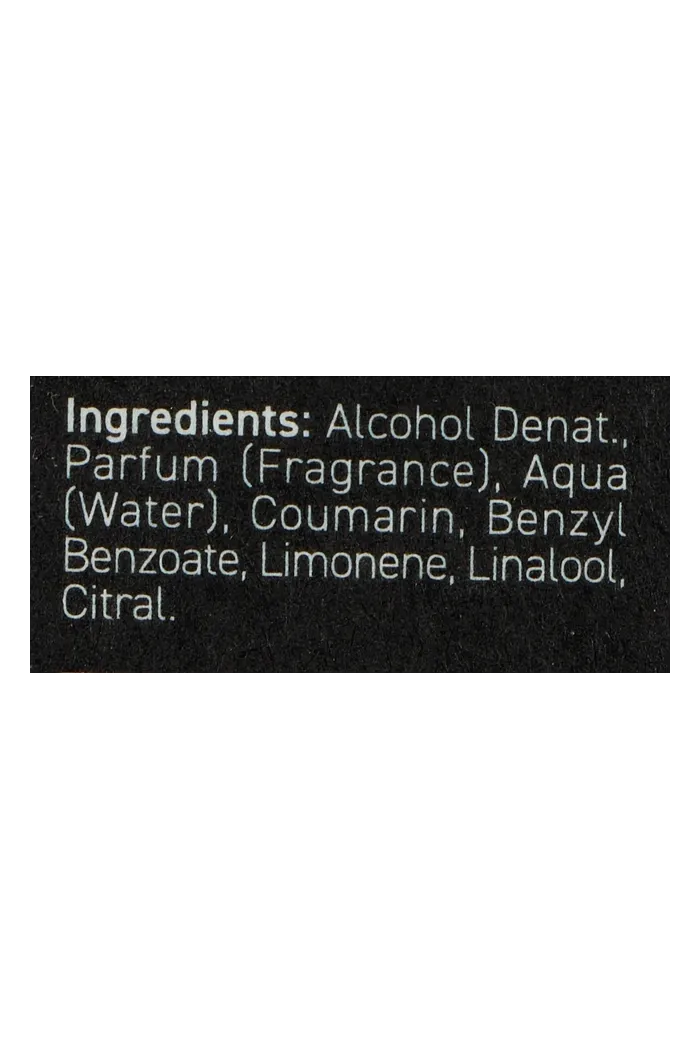 Ingredients: Alcohol Denat.,
Parfum (Fragrance), Aqua
(Water), Coumarin, Benzyl
Benzoate, Limonene, Linalool,
Citral.